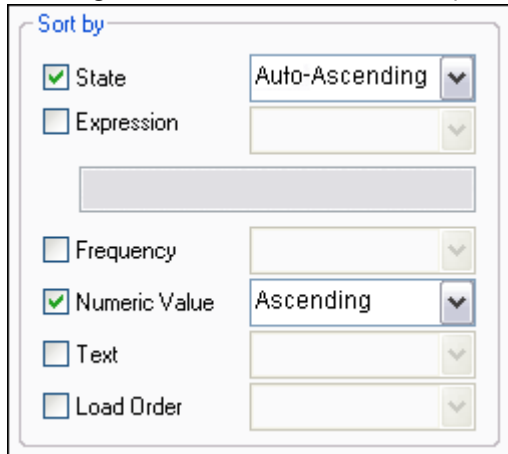 Sort by
State Auto-Ascending
Expression
Frequency
Numeric Value Ascending
Text
Load Order